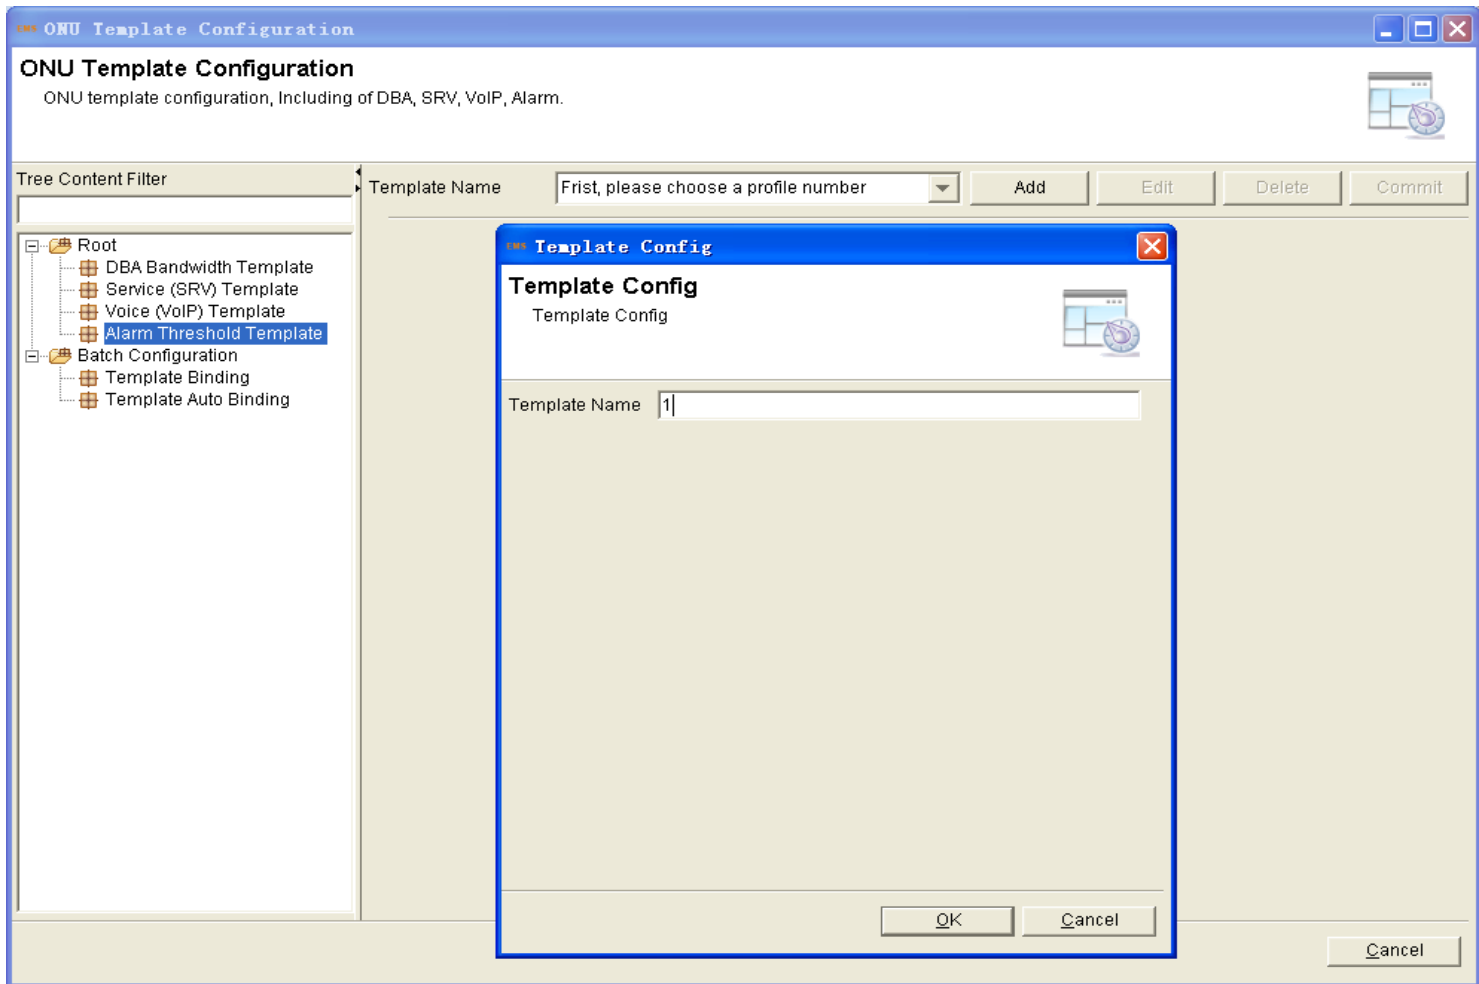 EMS ONU Template Configuration
ONU Template Configuration
ONU template configuration, Including of DBA, SRV, VoIP, Alarm.
Tree Content Filter
Template Name
Frist, please choose a profile number
Add
Edit
Delete
Commit
Root
DBA Bandwidth Template
Service (SRV) Template
Voice (VoIP) Template
Alarm Threshold Template
Batch Configuration
Template Binding
Template Auto Binding
EMS Template Config
Template Config
Template Config
Template Name
1
OK
Cancel
Cancel